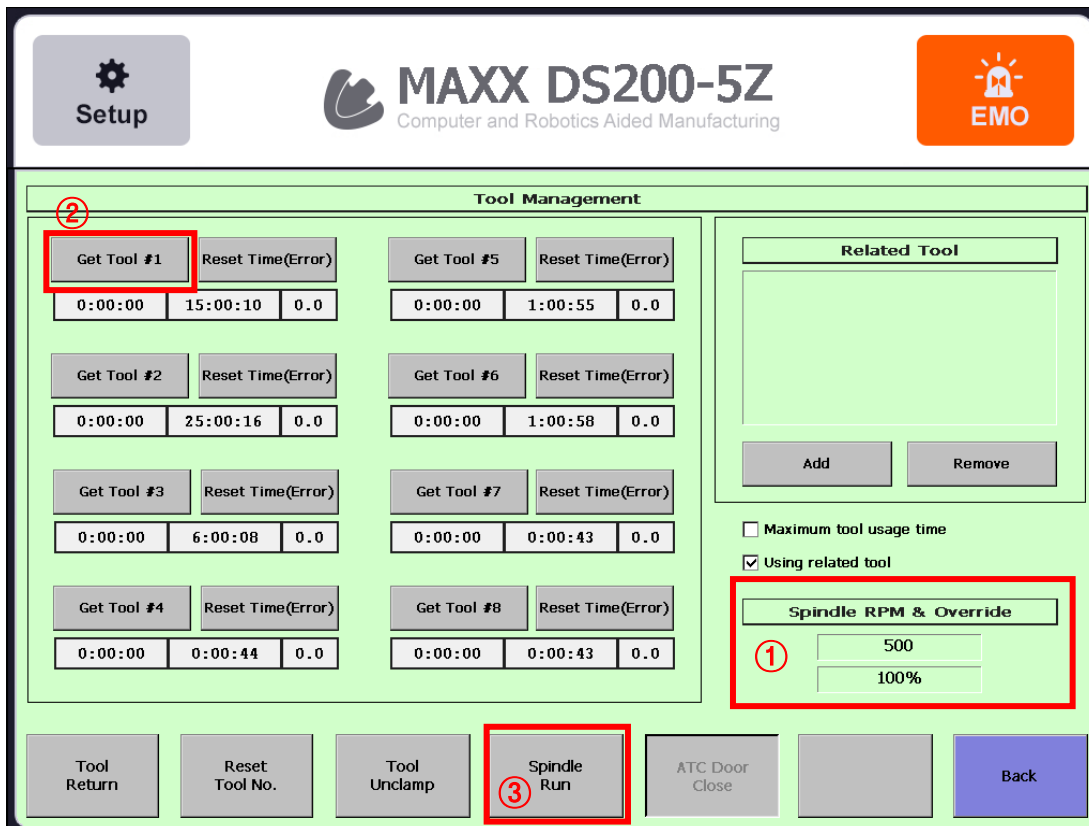 Setup
MAXX DS200-5Z
Computer and Robotics Aided Manufacturing
EMO
Tool Management
②
Get Tool #1 Reset Time(Error)
0:00:00 15:00:10 0.0
Get Tool #5 Reset Time(Error)
0:00:00 1:00:55 0.0
Get Tool #2 Reset Time(Error)
0:00:00 25:00:16 0.0
Get Tool #6 Reset Time(Error)
0:00:00 1:00:58 0.0
Get Tool #3 Reset Time(Error)
0:00:00 6:00:08 0.0
Get Tool #7 Reset Time(Error)
0:00:00 0:00:43 0.0
Get Tool #4 Reset Time(Error)
0:00:00 0:00:44 0.0
Get Tool #8 Reset Time(Error)
0:00:00 0:00:43 0.0
Related Tool
Add Remove
Maximum tool usage time
Using related tool
Spindle RPM & Override
①
500
100%
Tool
Return
Reset
Tool No.
Tool
Unclamp
Spindle
③ Run
ATC Door
Close
Back